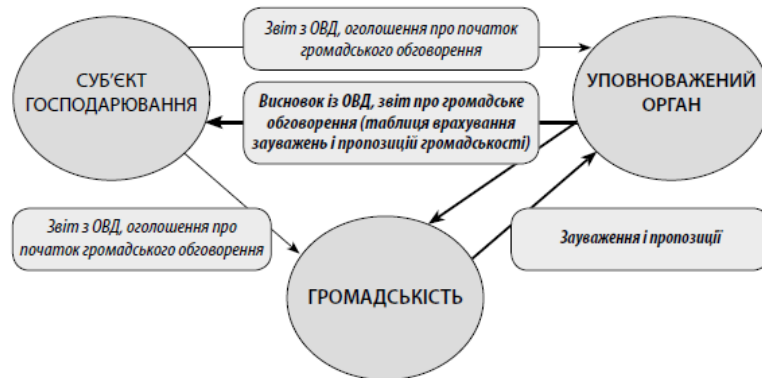 Звіт з ОВД, оголошення про початок
громадського обговорення
СУБ'ЄКТ
ГОСПОДАРЮВАННЯ
УПОВНОВАЖЕНИЙ
ОРГАН
Висновок із ОВД, звіт про громадське
обговорення (таблиця врахування
зауважень і пропозицій громадськості)
Звіт з ОВД, оголошення про
початок громадського обговорення
Зауваження і пропозиції
ГРОМАДСЬКІСТЬ